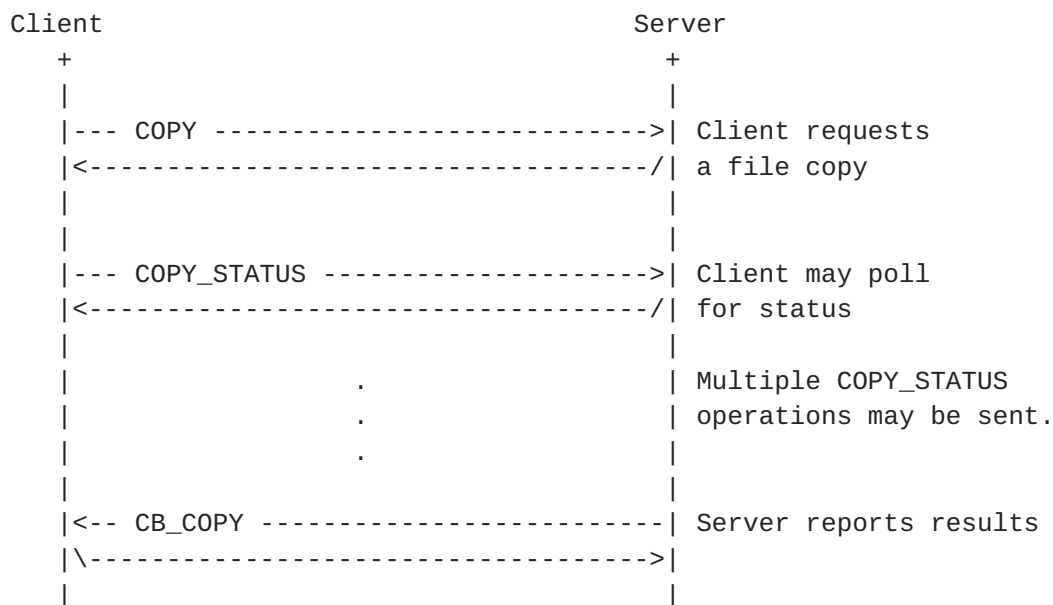 Client Server
+ +
| |
|--- COPY ---------------------------->| Client requests
|<------------------------------------/| a file copy
| |
| |
|--- COPY_STATUS --------------------->| Client may poll
|<------------------------------------/| for status
| |
| . | Multiple COPY_STATUS
| . | operations may be sent.
| . |
| |
|<-- CB_COPY --------------------------| Server reports results
|\------------------------------------>|
| |